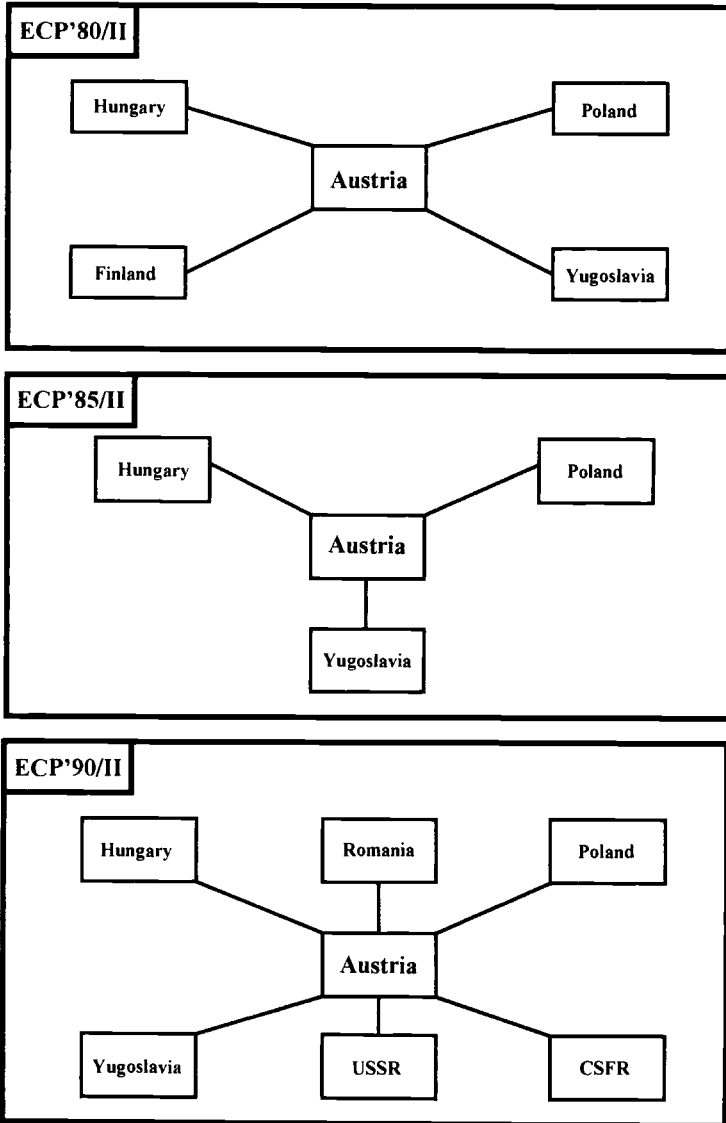 ECP'80/II
Hungary
Poland
Austria
Finland
Yugoslavia
ECP'85/II
Hungary
Poland
Austria
Yugoslavia
ECP'90/II
Hungary
Romania
Poland
Austria
Yugoslavia
USSR
CSFR